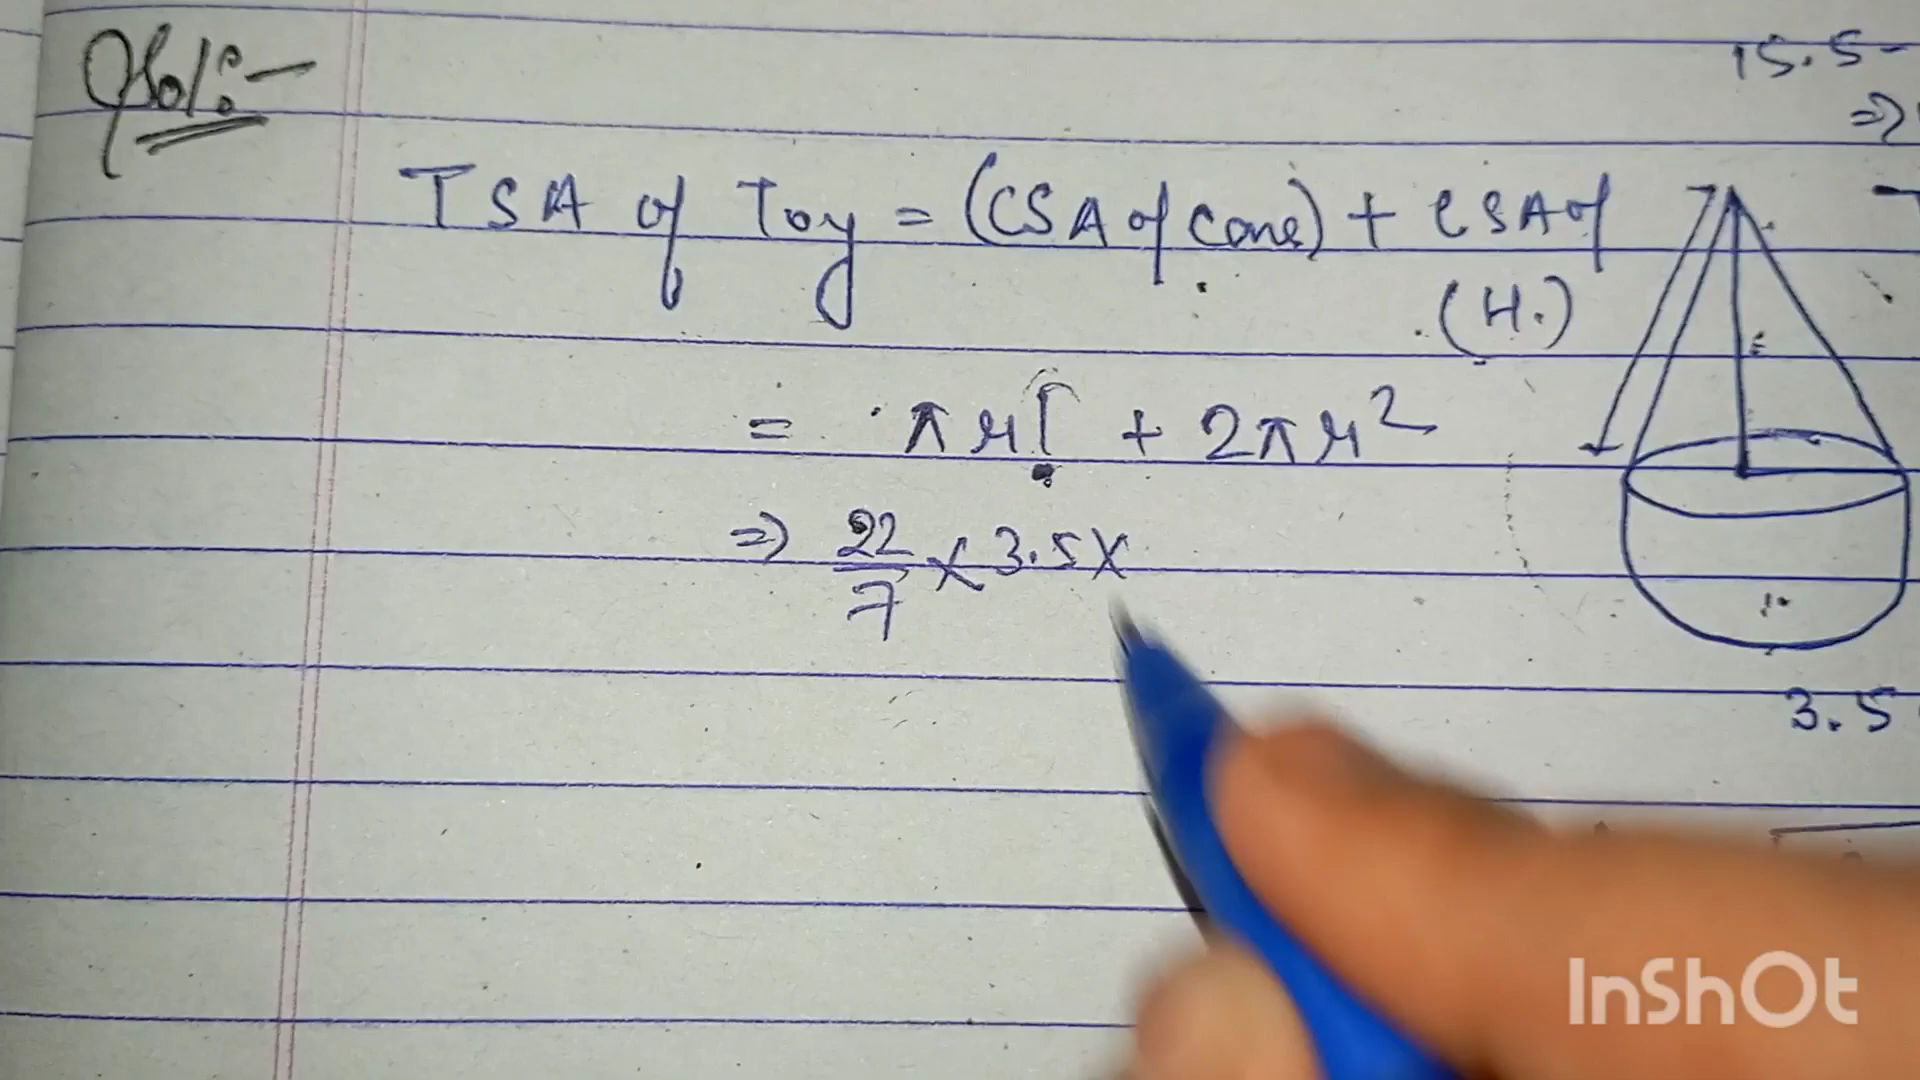 Sol:-
15.5-
=>
TSA of Toy = (CSA of Cone) + CSA of
(H.)
= πrl + 2πr²
=> 22/7 × 3.5 ×
3.5
InShOt